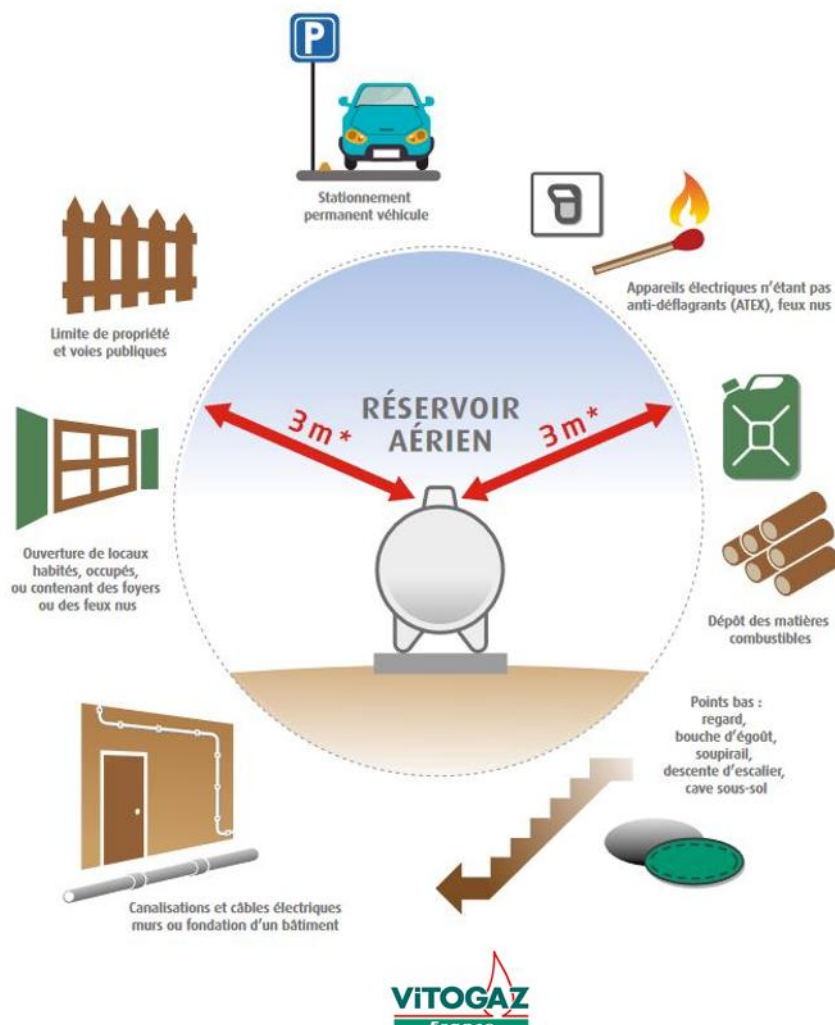 P
Stationnement
permanent véhicule
Appareils électriques n'étant pas
anti-déflagrants (ATEX), feux nus
Limite de propriété
et voies publiques
RÉSERVOIR
AÉRIEN
3 m *
3 m *
Ouverture de locaux
habités, occupés,
ou contenant des foyers
ou des feux nus
Dépôt des matières
combustibles
Points bas :
regard,
bouche d'égoût,
soupirail,
descente d'escalier,
cave sous-sol
Canalisations et câbles électriques
murs ou fondation d'un bâtiment
ViTOGAZ
France